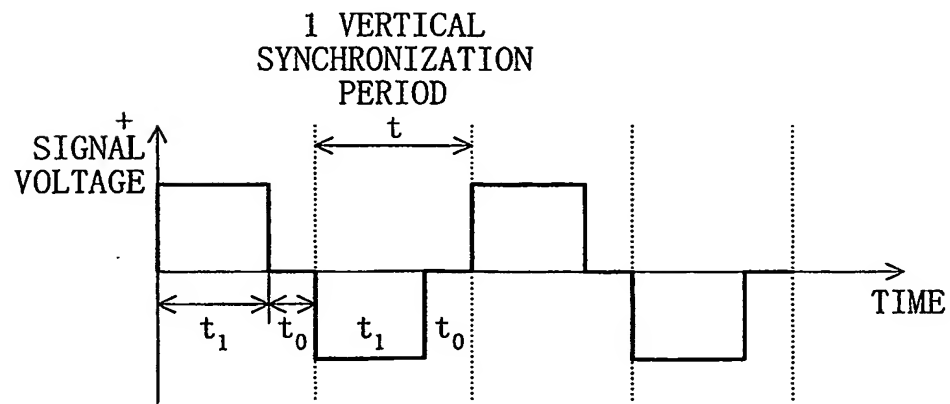 1 VERTICAL
SYNCHRONIZATION
PERIOD
t
+
SIGNAL
VOLTAGE
TIME
t₁ t₀ t₁ t₀